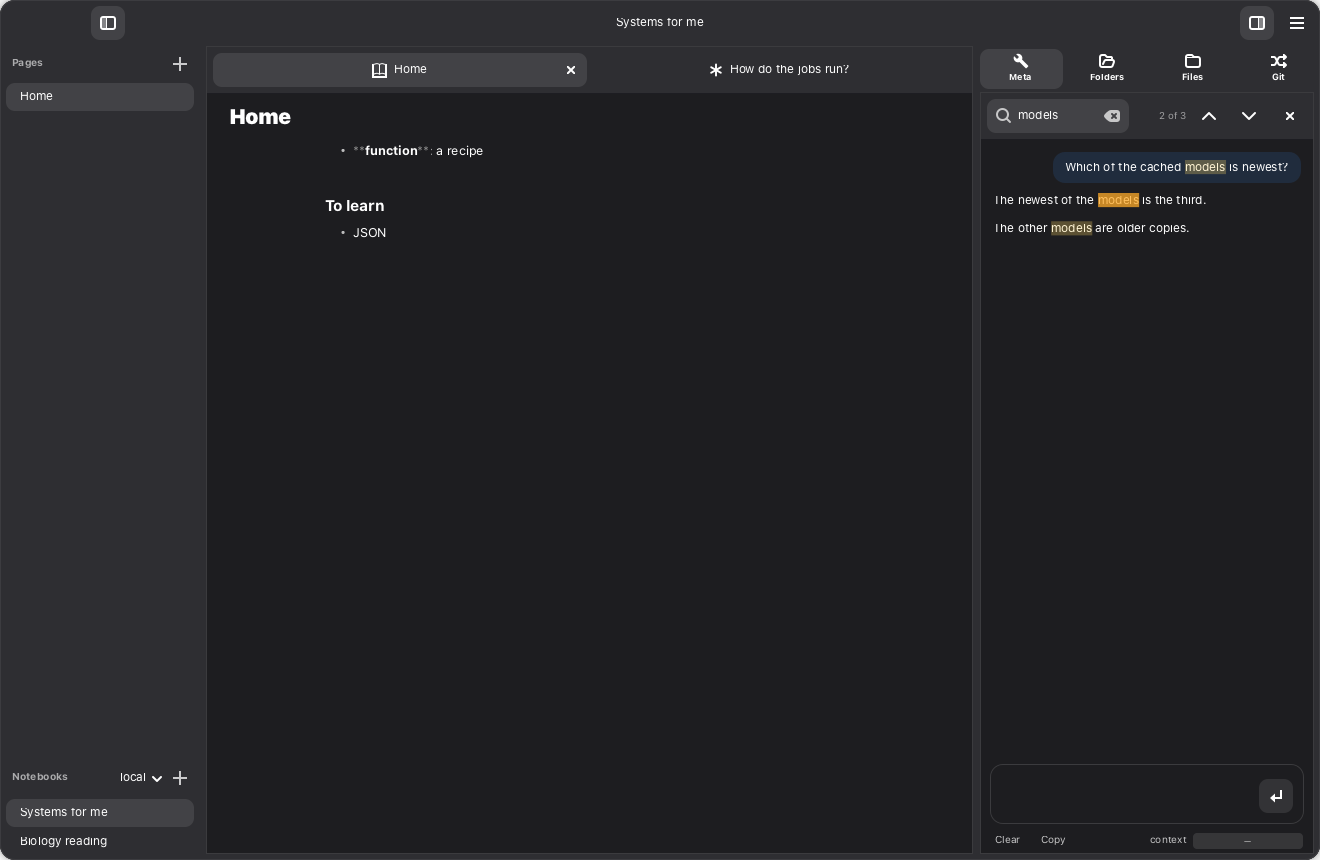 Systems for me
Pages
Home
Home
How do the jobs run?
Home
• **function**: a recipe
To learn
• JSON
Meta
Folders
Files
Git
models
2 of 3
Which of the cached models is newest?
The newest of the models is the third.
The other models are older copies.
Clear
Copy
context
–
Notebooks
local
Systems for me
Biology reading